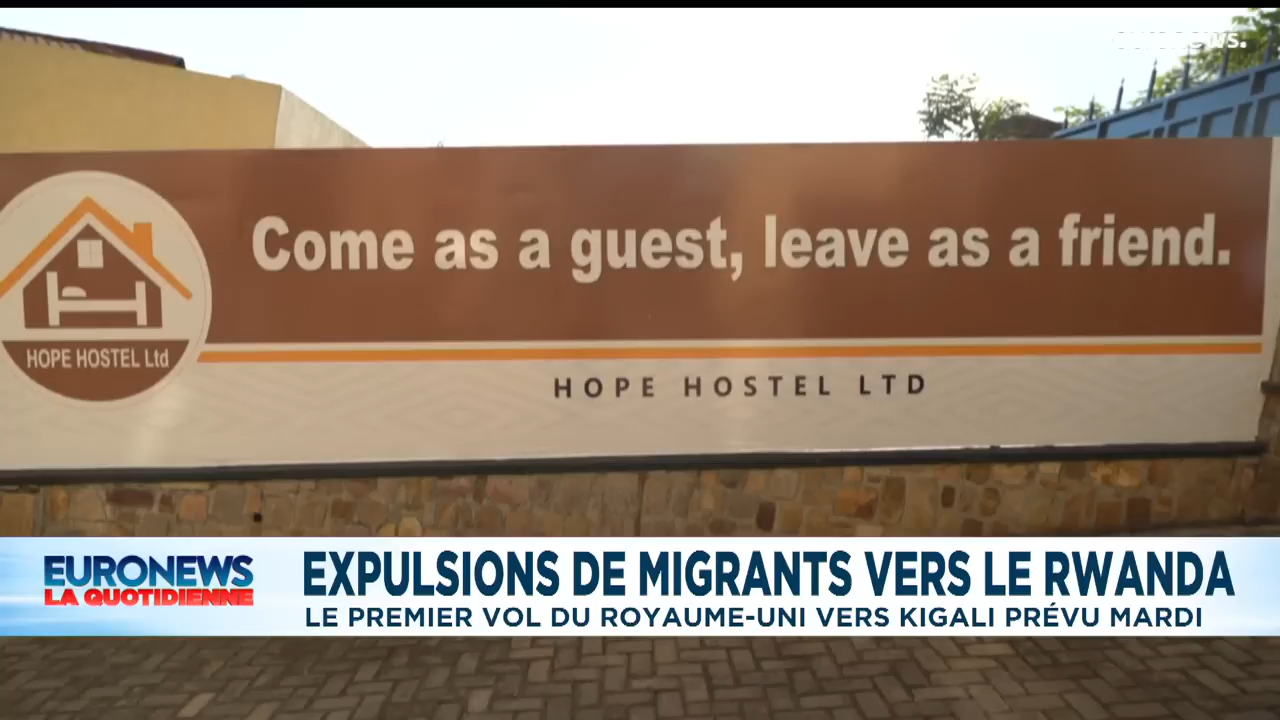 euronews.
Come as a guest, leave as a friend.
HOPE HOSTEL Ltd
HOPE HOSTEL LTD
EURONEWS
LA QUOTIDIENNE
EXPULSIONS DE MIGRANTS VERS LE RWANDA
LE PREMIER VOL DU ROYAUME-UNI VERS KIGALI PRÉVU MARDI